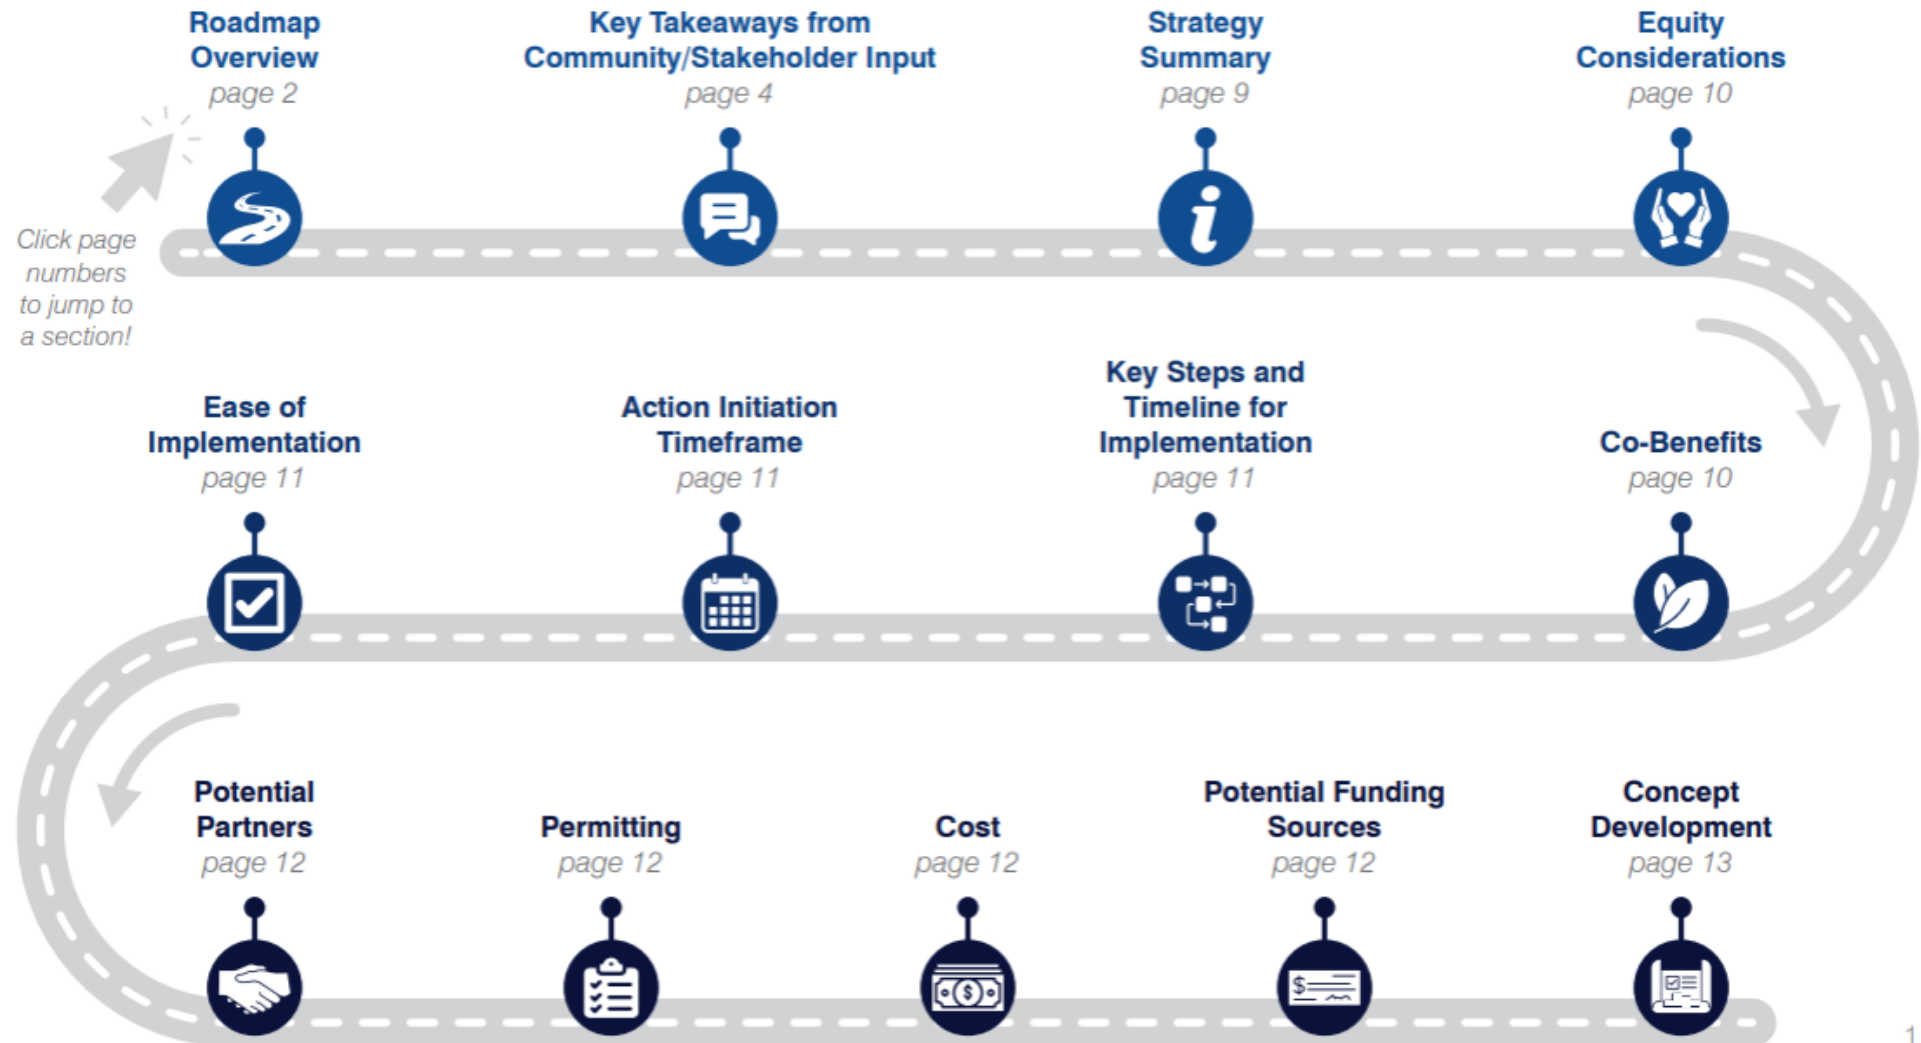 Roadmap
Overview
page 2
Key Takeaways from
Community/Stakeholder Input
page 4
Strategy
Summary
page 9
Equity
Considerations
page 10
Click page
numbers
to jump to
a section!
Co-Benefits
page 10
Key Steps and
Timeline for
Implementation
page 11
Action Initiation
Timeframe
page 11
Ease of
Implementation
page 11
Potential
Partners
page 12
Permitting
page 12
Cost
page 12
Potential Funding
Sources
page 12
Concept
Development
page 13
1